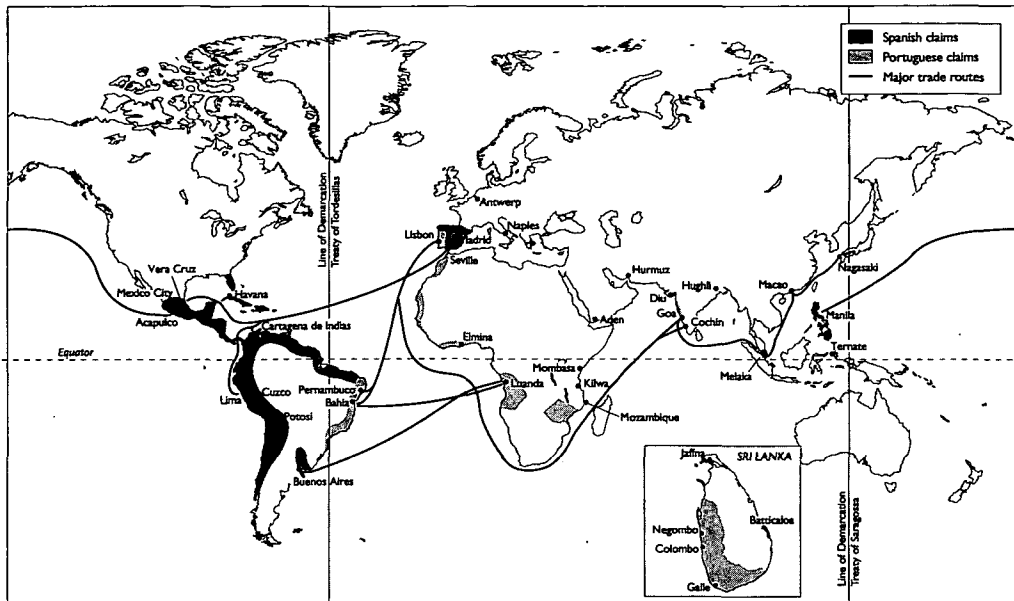 Spanish claims
Portuguese claims
Major trade routes
Line of Demarcation
Treaty of Tordesillas
Antwerp
Lisbon
Madrid
Naples
Seville
Vera Cruz
Mexico City
Havana
Acapulco
Cartagena de Indias
Hurmuz
Hughli
Diu
Goa
Cochin
Aden
Macao
Nagasaki
Manila
Ternate
Elmina
Equator
Mombasa
Melaka
Luanda
Kilwa
Mozambique
Pernambuco
Bahia
Lima
Cuzco
Potosi
Buenos Aires
Jaffna
SRI LANKA
Batticaloa
Negombo
Colombo
Galle
Line of Demarcation
Treaty of Saragossa